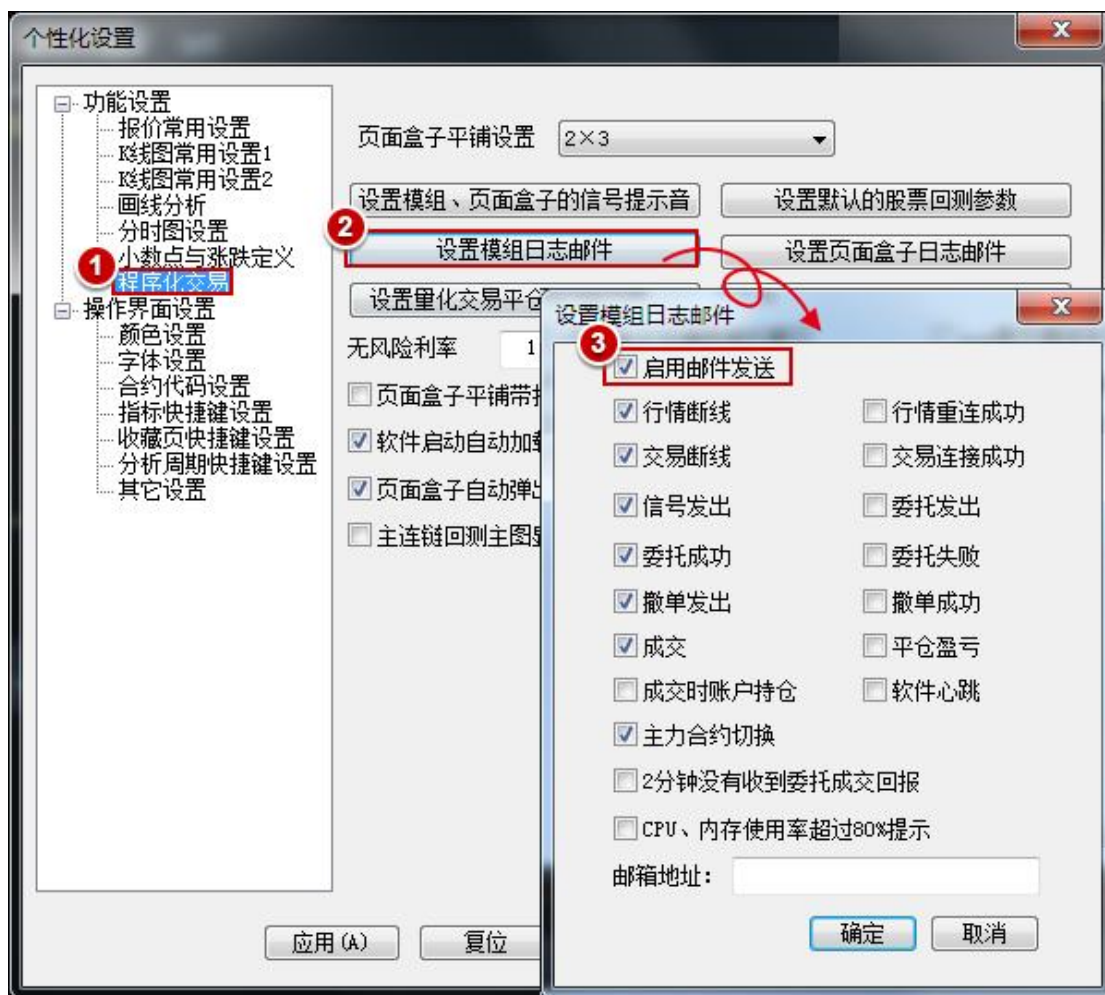 个性化设置
功能设置
报价常用设置
K线图常用设置1
K线图常用设置2
画线分析
分时图设置
小数点与涨跌定义
1
程序化交易
操作界面设置
颜色设置
字体设置
合约代码设置
指标快捷键设置
收藏页快捷键设置
分析周期快捷键设置
其它设置
页面盒子平铺设置 2×3
设置模组、页面盒子的信号提示音 设置默认的股票回测参数
2
设置模组日志邮件 设置页面盒子日志邮件
设置量化交易平仓
无风险利率 1
页面盒子平铺带
软件启动自动加载
页面盒子自动弹出
主连链回测主图
应用(A) 复位
设置模组日志邮件
3
启用邮件发送
行情断线 行情重连成功
交易断线 交易连接成功
信号发出 委托发出
委托成功 委托失败
撤单发出 撤单成功
成交 平仓盈亏
成交时账户持仓 软件心跳
主力合约切换
2分钟没有收到委托成交回报
CPU、内存使用率超过80%提示
邮箱地址：
确定 取消